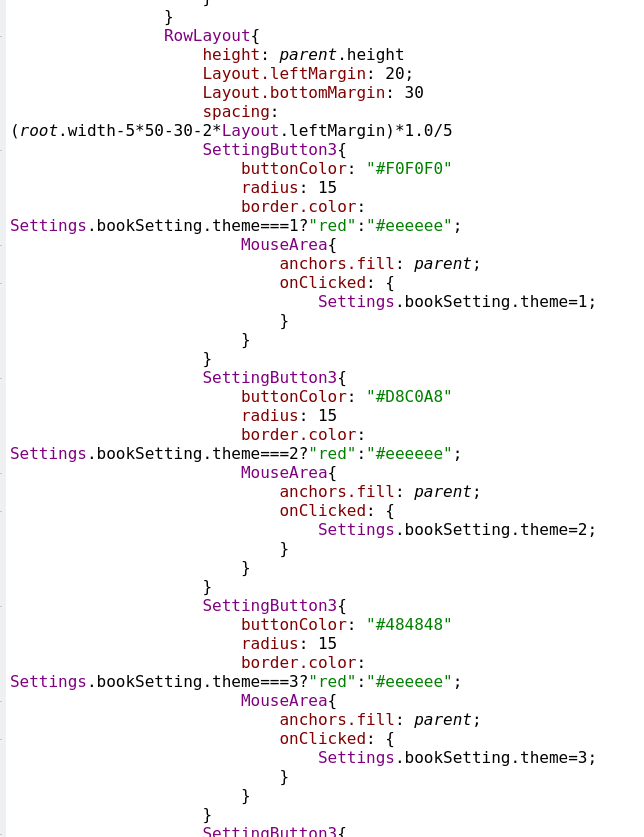 }
}
RowLayout{
height: parent.height
Layout.leftMargin: 20;
Layout.bottomMargin: 30
spacing:
(root.width-5*50-30-2*Layout.leftMargin)*1.0/5
SettingButton3{
buttonColor: "#F0F0F0"
radius: 15
border.color:
Settings.bookSetting.theme===1?"red":"#eeeeee";
MouseArea{
anchors.fill: parent;
onClicked: {
Settings.bookSetting.theme=1;
}
}
}
SettingButton3{
buttonColor: "#D8C0A8"
radius: 15
border.color:
Settings.bookSetting.theme===2?"red":"#eeeeee";
MouseArea{
anchors.fill: parent;
onClicked: {
Settings.bookSetting.theme=2;
}
}
}
SettingButton3{
buttonColor: "#484848"
radius: 15
border.color:
Settings.bookSetting.theme===3?"red":"#eeeeee";
MouseArea{
anchors.fill: parent;
onClicked: {
Settings.bookSetting.theme=3;
}
}
}
SettingButton3{